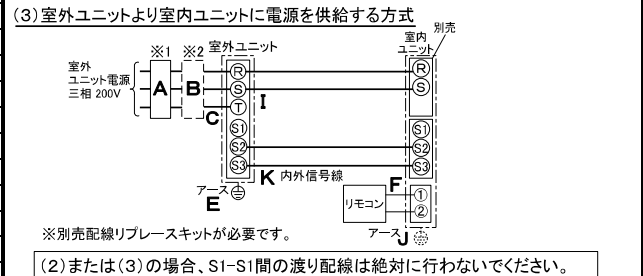 (3)室外ユニットより室内ユニットに電源を供給する方式
別売
※1 ※2 室外ユニット
室内
ユニット
室外
ユニット電源
三相 200V
A
B
C
R
S
T
S1
S2
S3
I
R
S
S1
S2
S3
K 内外信号線
アース
E
F
リモコン
①
②
アース J
※別売配線リプレースキットが必要です。
(2)または(3)の場合、S1-S1間の渡り配線は絶対に行わないでください。